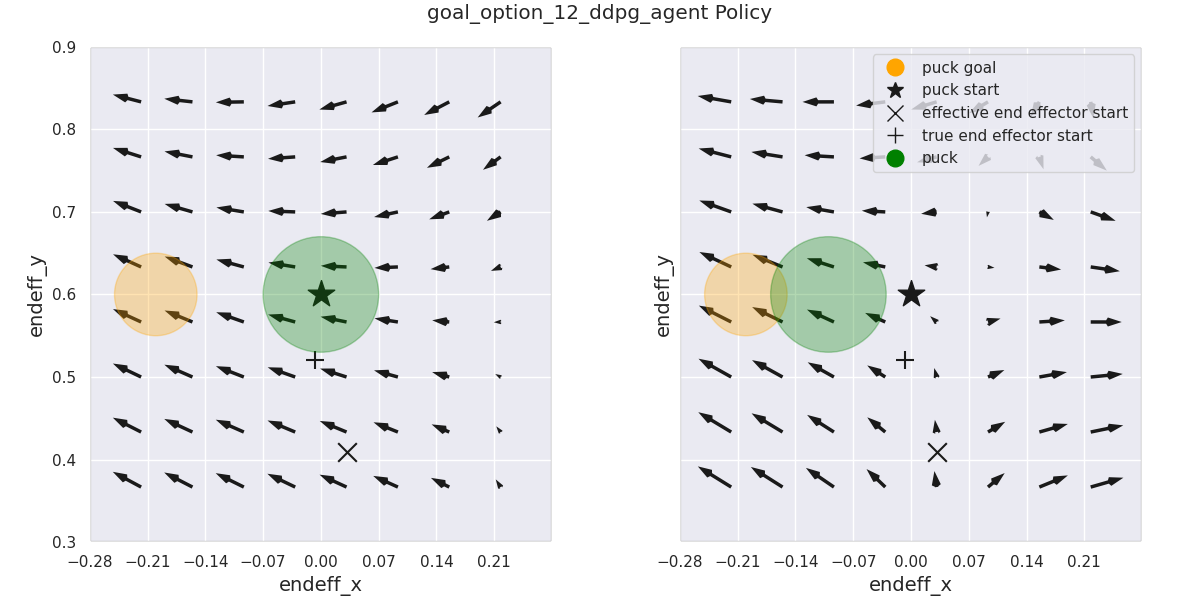 goal_option_12_ddpg_agent Policy
0.9
0.8
0.7
0.6
0.5
0.4
0.3
endeff_y
−0.28 −0.21 −0.14 −0.07 0.00 0.07 0.14 0.21
endeff_x
puck goal
puck start
effective end effector start
true end effector start
puck
endeff_y
−0.28 −0.21 −0.14 −0.07 0.00 0.07 0.14 0.21
endeff_x